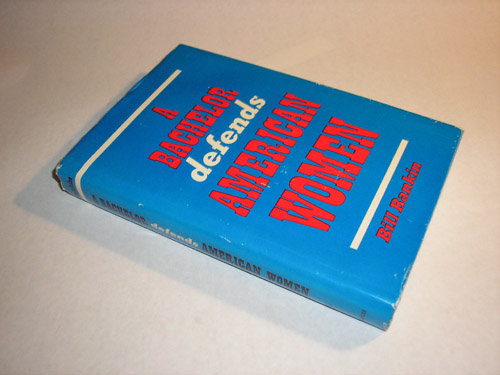 A
BACHELOR
defends
AMERICAN
WOMEN
Bill Rankin
A BACHELOR defends AMERICAN WOMEN